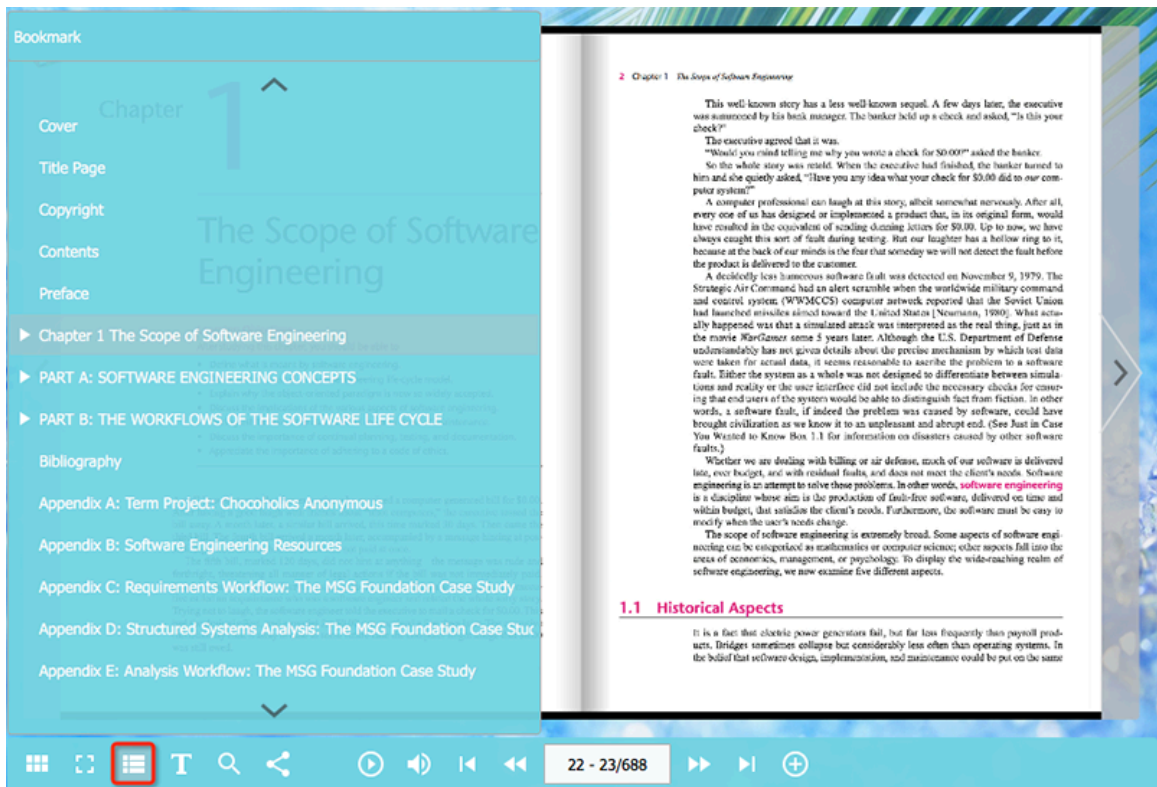 Bookmark
Chapter 1
The Scope of Software
Engineering
Cover
Title Page
Copyright
Contents
Preface
Chapter 1 The Scope of Software Engineering
PART A: SOFTWARE ENGINEERING CONCEPTS
PART B: THE WORKFLOWS OF THE SOFTWARE LIFE CYCLE
Bibliography
Appendix A: Term Project: Chocoholics Anonymous
Appendix B: Software Engineering Resources
Appendix C: Requirements Workflow: The MSG Foundation Case Study
Appendix D: Structured Systems Analysis: The MSG Foundation Case Stud
Appendix E: Analysis Workflow: The MSG Foundation Case Study
2 Chapter 1 The Scope of Software Engineering
This well-known story has a less well-known sequel. A few days later, the executive
was summoned by his bank manager. The banker held up a check and asked, “Is this your
check?”
The executive agreed that it was.
“Would you mind telling me why you wrote a check for $0.00?” asked the banker.
So the whole story was retold. When the executive had finished, the banker turned to
him and she quietly asked, “Have you any idea what your check for $0.00 did to our com-
puter system?”
A computer professional can laugh at this story, albeit somewhat nervously. After all,
every one of us has designed or implemented a product that, in its original form, would
have resulted in the equivalent of sending dunning letters for $0.00. Up to now, we have
always caught this sort of fault during testing. But our laughter has a hollow ring to it,
because at the back of our minds is the fear that someday we will not detect the fault before
the product is delivered to the customer.
A decidedly less humorous software fault was detected on November 9, 1979. The
Strategic Air Command had an alert scramble when the worldwide military command
and control system (WWMCCS) computer network reported that the Soviet Union
had launched missiles aimed toward the United States [Neumann, 1980]. What actu-
ally happened was that a simulated attack was interpreted as the real thing, just as in
the movie WarGames some 5 years later. Although the U.S. Department of Defense
understandably has not given details about the precise mechanism by which test data
were taken for actual data, it seems reasonable to ascribe the problem to a software
fault. Either the system as a whole was not designed to differentiate between simula-
tions and reality or the user interface did not include the necessary checks for ensur-
ing that end users of the system would be able to distinguish fact from fiction. In other
words, a software fault, if indeed the problem was caused by software, could have
brought civilization as we know it to an unpleasant and abrupt end. (See Just in Case
You Wanted to Know Box 1.1 for information on disasters caused by other software
faults.)
Whether we are dealing with billing or air defense, much of our software is delivered
late, over budget, and with residual faults, and does not meet the client's needs. Software
engineering is an attempt to solve these problems. In other words, software engineering
is a discipline whose aim is the production of fault-free software, delivered on time and
within budget, that satisfies the client's needs. Furthermore, the software must be easy to
modify when the user's needs change.
The scope of software engineering is extremely broad. Some aspects of software engi-
neering can be categorized as mathematics or computer science; other aspects fall into the
areas of economics, management, or psychology. To display the wide-reaching realm of
software engineering, we now examine five different aspects.
1.1 Historical Aspects
It is a fact that electric power generators fail, but far less frequently than payroll prod-
ucts. Bridges sometimes collapse but considerably less often than operating systems. In
the belief that software design, implementation, and maintenance could be put on the same
T
22 - 23/688